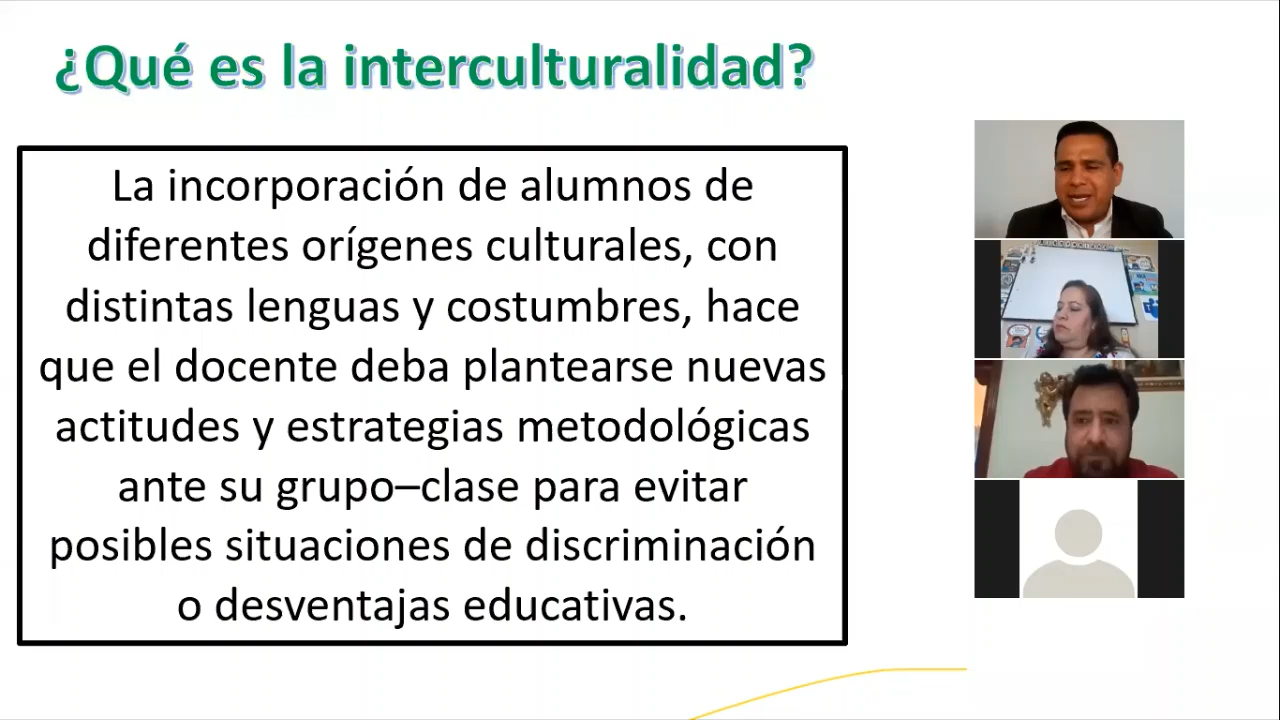 ¿Qué es la interculturalidad?
La incorporación de alumnos de
diferentes orígenes culturales, con
distintas lenguas y costumbres, hace
que el docente deba plantearse nuevas
actitudes y estrategias metodológicas
ante su grupo–clase para evitar
posibles situaciones de discriminación
o desventajas educativas.